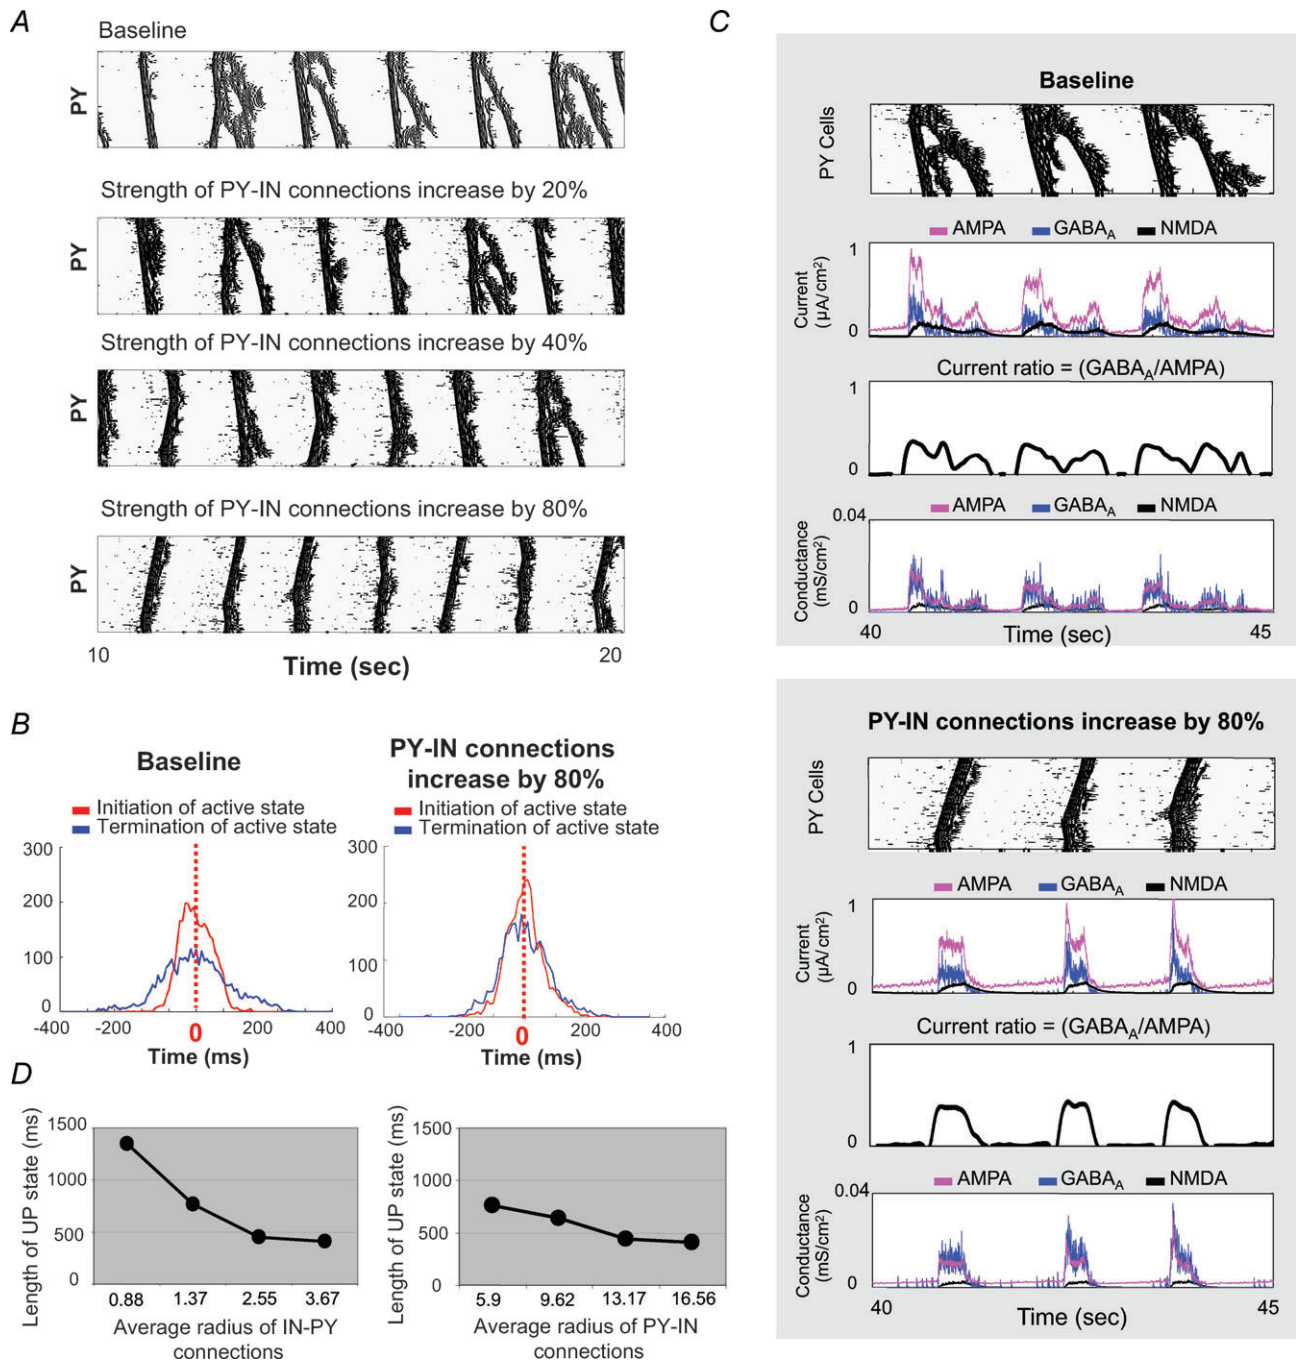 A
Baseline
PY
Strength of PY-IN connections increase by 20%
PY
Strength of PY-IN connections increase by 40%
PY
Strength of PY-IN connections increase by 80%
PY
10
Time (sec)
20
B
Baseline
Initiation of active state
Termination of active state
300
200
100
0
-400
-200
0
200
400
Time (ms)
PY-IN connections
increase by 80%
Initiation of active state
Termination of active state
300
200
100
0
-400
-200
0
200
400
Time (ms)
C
Baseline
PY Cells
AMPA
GABA_A
NMDA
Current
(µA/cm²)
1
0
Current ratio = (GABA_A/AMPA)
1
0
AMPA
GABA_A
NMDA
Conductance
(mS/cm²)
0.04
0
40
Time (sec)
45
PY-IN connections increase by 80%
PY Cells
AMPA
GABA_A
NMDA
Current
(µA/cm²)
1
0
Current ratio = (GABA_A/AMPA)
1
0
AMPA
GABA_A
NMDA
Conductance
(mS/cm²)
0.04
0
40
Time (sec)
45
D
Length of UP state (ms)
1500
1000
500
0
0.88
1.37
2.55
3.67
Average radius of IN-PY
connections
Length of UP state (ms)
1500
1000
500
0
5.9
9.62
13.17
16.56
Average radius of PY-IN
connections